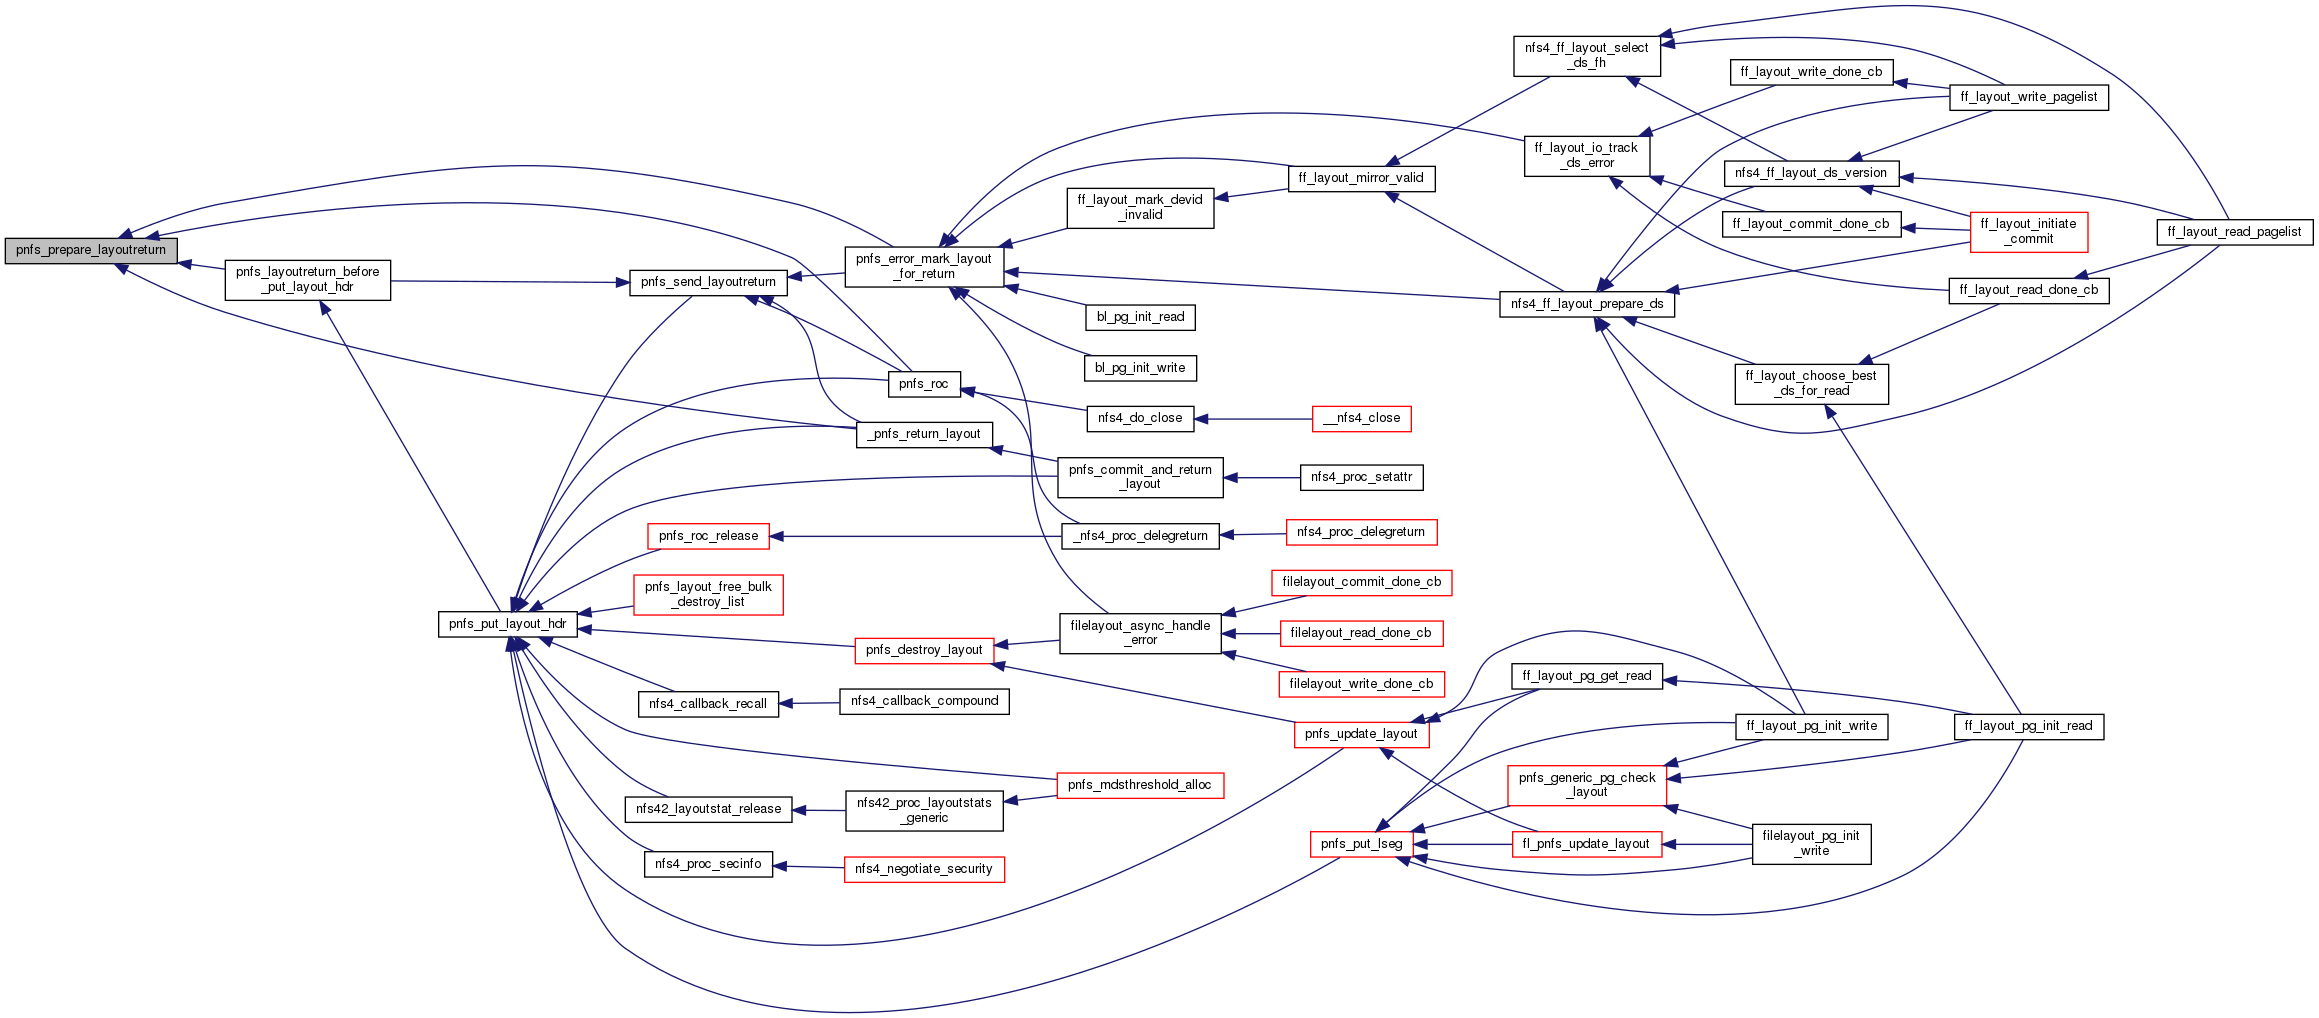 pnfs_prepare_layoutreturn
pnfs_layoutreturn_before
_put_layout_hdr
pnfs_put_layout_hdr
pnfs_send_layoutreturn
pnfs_roc_release
pnfs_layout_free_bulk
_destroy_list
nfs4_callback_recall
nfs42_layoutstat_release
nfs4_proc_secinfo
pnfs_error_mark_layout
_for_return
pnfs_roc
_pnfs_return_layout
pnfs_destroy_layout
nfs4_callback_compound
nfs42_proc_layoutstats
_generic
nfs4_negotiate_security
ff_layout_mark_devid
_invalid
bl_pg_init_read
bl_pg_init_write
nfs4_do_close
pnfs_commit_and_return
_layout
_nfs4_proc_delegreturn
filelayout_async_handle
_error
pnfs_mdsthreshold_alloc
ff_layout_mirror_valid
__nfs4_close
nfs4_proc_setattr
nfs4_proc_delegreturn
filelayout_commit_done_cb
filelayout_read_done_cb
filelayout_write_done_cb
pnfs_update_layout
pnfs_put_lseg
nfs4_ff_layout_select
_ds_fh
ff_layout_io_track
_ds_error
nfs4_ff_layout_prepare_ds
ff_layout_pg_get_read
pnfs_generic_pg_check
_layout
fl_pnfs_update_layout
ff_layout_write_done_cb
nfs4_ff_layout_ds_version
ff_layout_commit_done_cb
ff_layout_choose_best
_ds_for_read
ff_layout_pg_init_write
filelayout_pg_init
_write
ff_layout_write_pagelist
ff_layout_initiate
_commit
ff_layout_read_done_cb
ff_layout_pg_init_read
ff_layout_read_pagelist